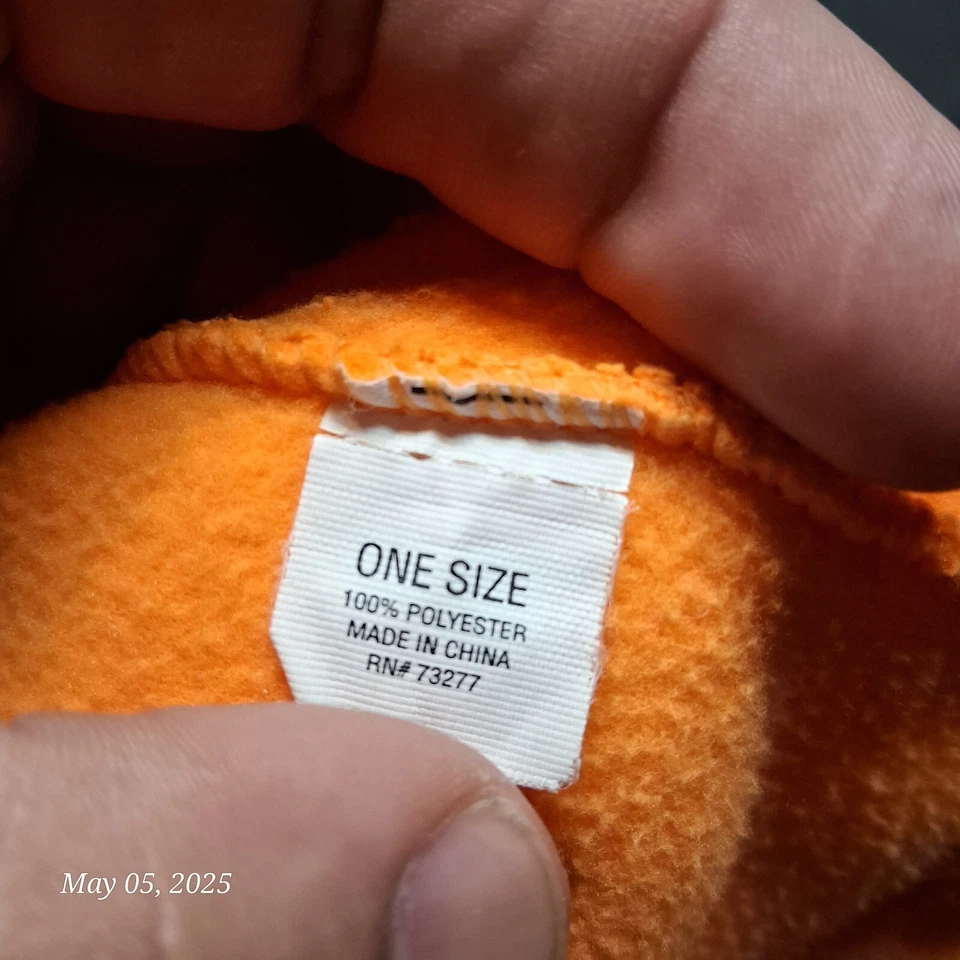 ONE SIZE
100% POLYESTER
MADE IN CHINA
RN# 73277
May 05, 2025